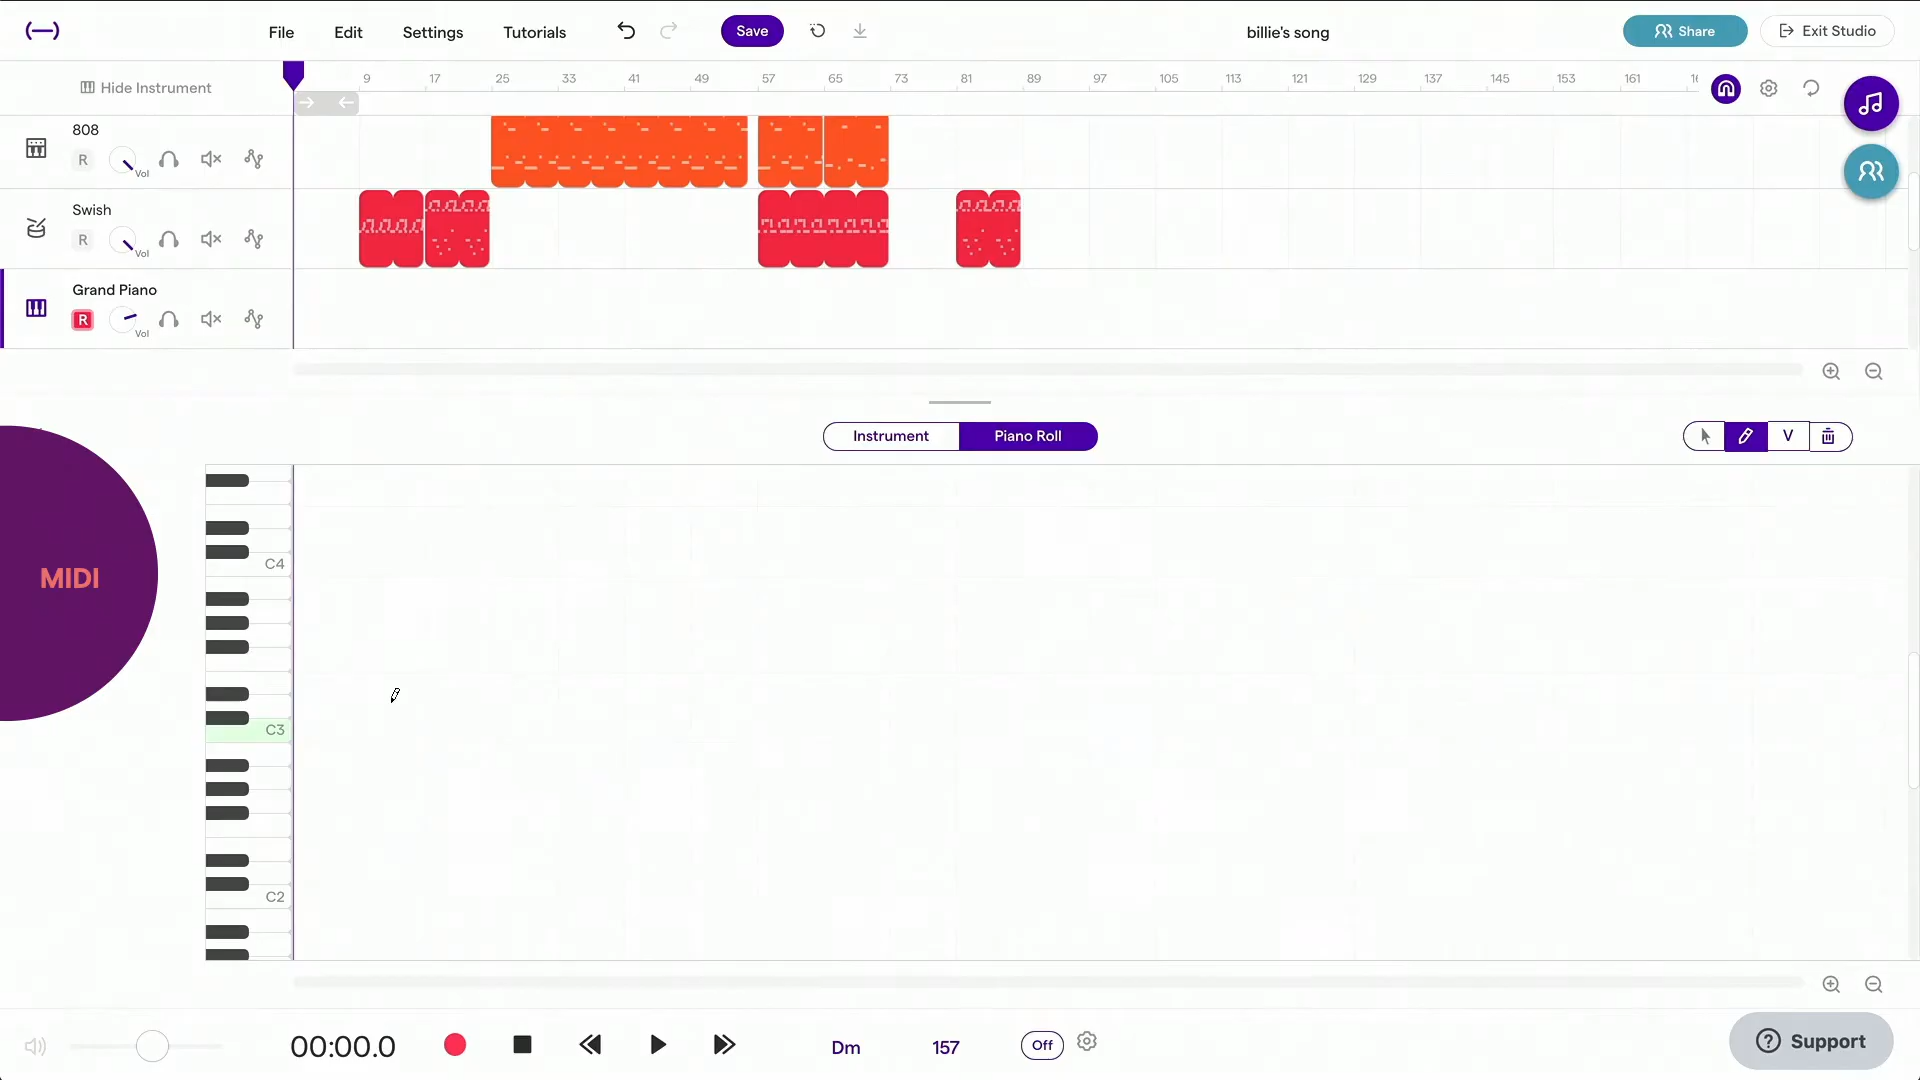 File
Edit
Settings
Tutorials
Save
billie's song
Share
Exit Studio
Hide Instrument
9 17 25 33 41 49 57 65 73 81 89 97 105 113 121 129 137 145 153 161
808
R
Vol
Swish
R
Vol
Grand Piano
R
Vol
Instrument
Piano Roll
V
MIDI
C4
C3
C2
00:00.0
Dm
157
Off
Support